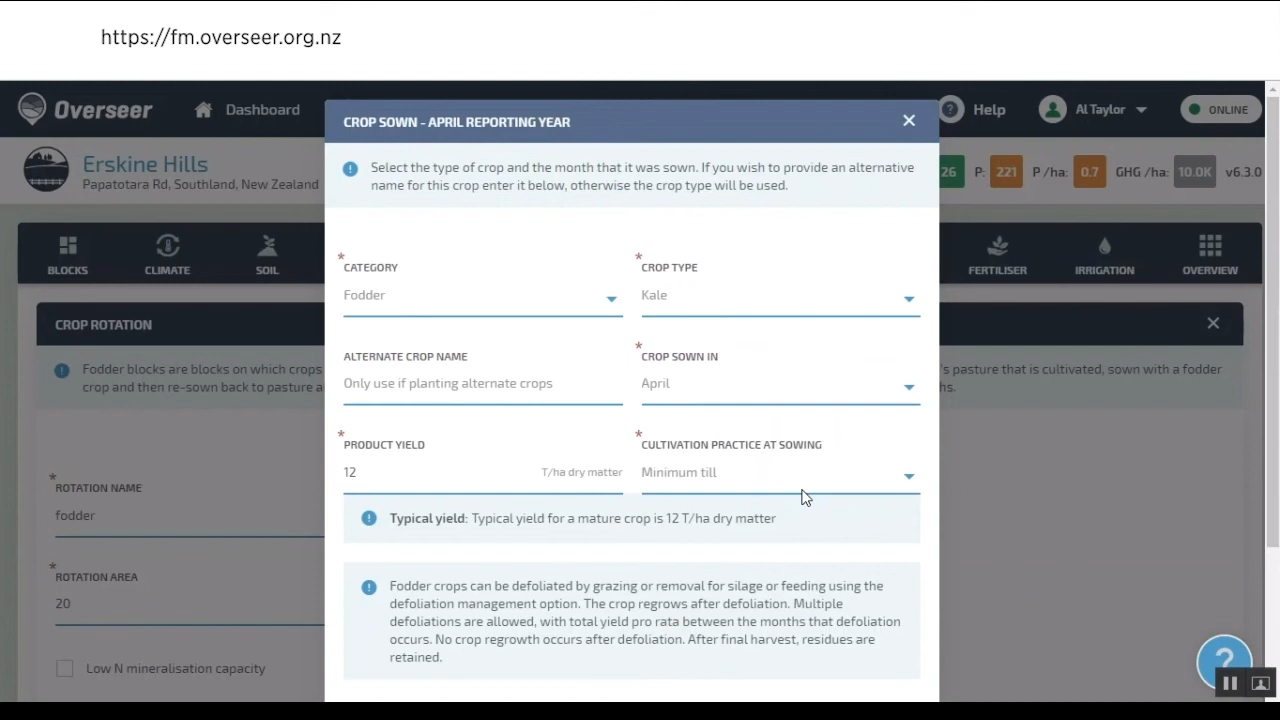 https://fm.overseer.org.nz
Overseer
Dashboard
CROP SOWN - APRIL REPORTING YEAR
Help
Al Taylor
ONLINE
Erskine Hills
Papatotara Rd, Southland, New Zealand
Select the type of crop and the month that it was sown. If you wish to provide an alternative
name for this crop enter it below, otherwise the crop type will be used.
26 P: 221 P /ha: 0.7 GHG /ha: 10.0K v6.3.0
BLOCKS
CLIMATE
SOIL
FERTILISER
IRRIGATION
OVERVIEW
* CATEGORY
Fodder
* CROP TYPE
Kale
CROP ROTATION
Fodder blocks are blocks on which crops
crop and then re-sown back to pasture
's pasture that is cultivated, sown with a fodder
hs.
ALTERNATE CROP NAME
Only use if planting alternate crops
* CROP SOWN IN
April
* PRODUCT YIELD
12 T/ha dry matter
* CULTIVATION PRACTICE AT SOWING
Minimum till
* ROTATION NAME
fodder
Typical yield: Typical yield for a mature crop is 12 T/ha dry matter
* ROTATION AREA
20
Fodder crops can be defoliated by grazing or removal for silage or feeding using the
defoliation management option. The crop regrows after defoliation. Multiple
defoliations are allowed, with total yield pro rata between the months that defoliation
occurs. No crop regrowth occurs after defoliation. After final harvest, residues are
retained.
Low N mineralisation capacity
?